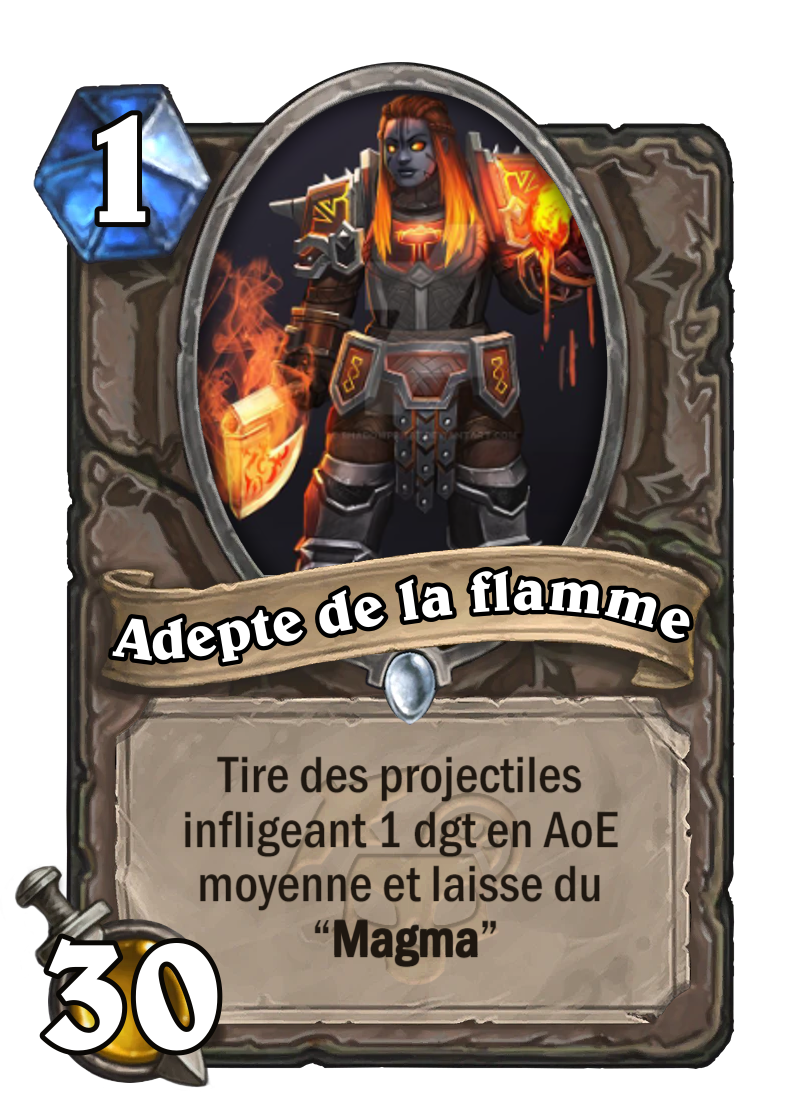 1
Adepte de la flamme
Tire des projectiles
infligeant 1 dgt en AoE
moyenne et laisse du
“Magma”
30